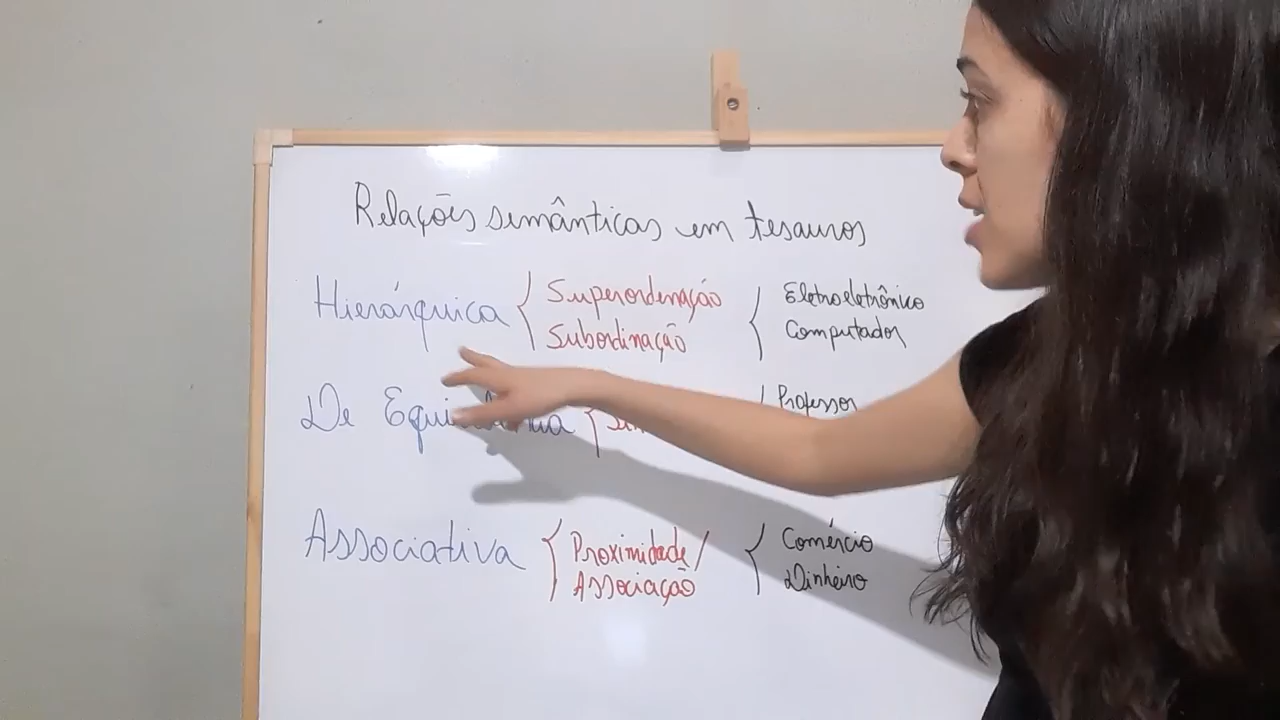 Relações semânticas em tesauros
Hierárquica { Superordenação { Eletroeletrônico
Subordinação Computador
De { { Professor
Associativa { Proximidade/ { Comércio
Associação Dinheiro